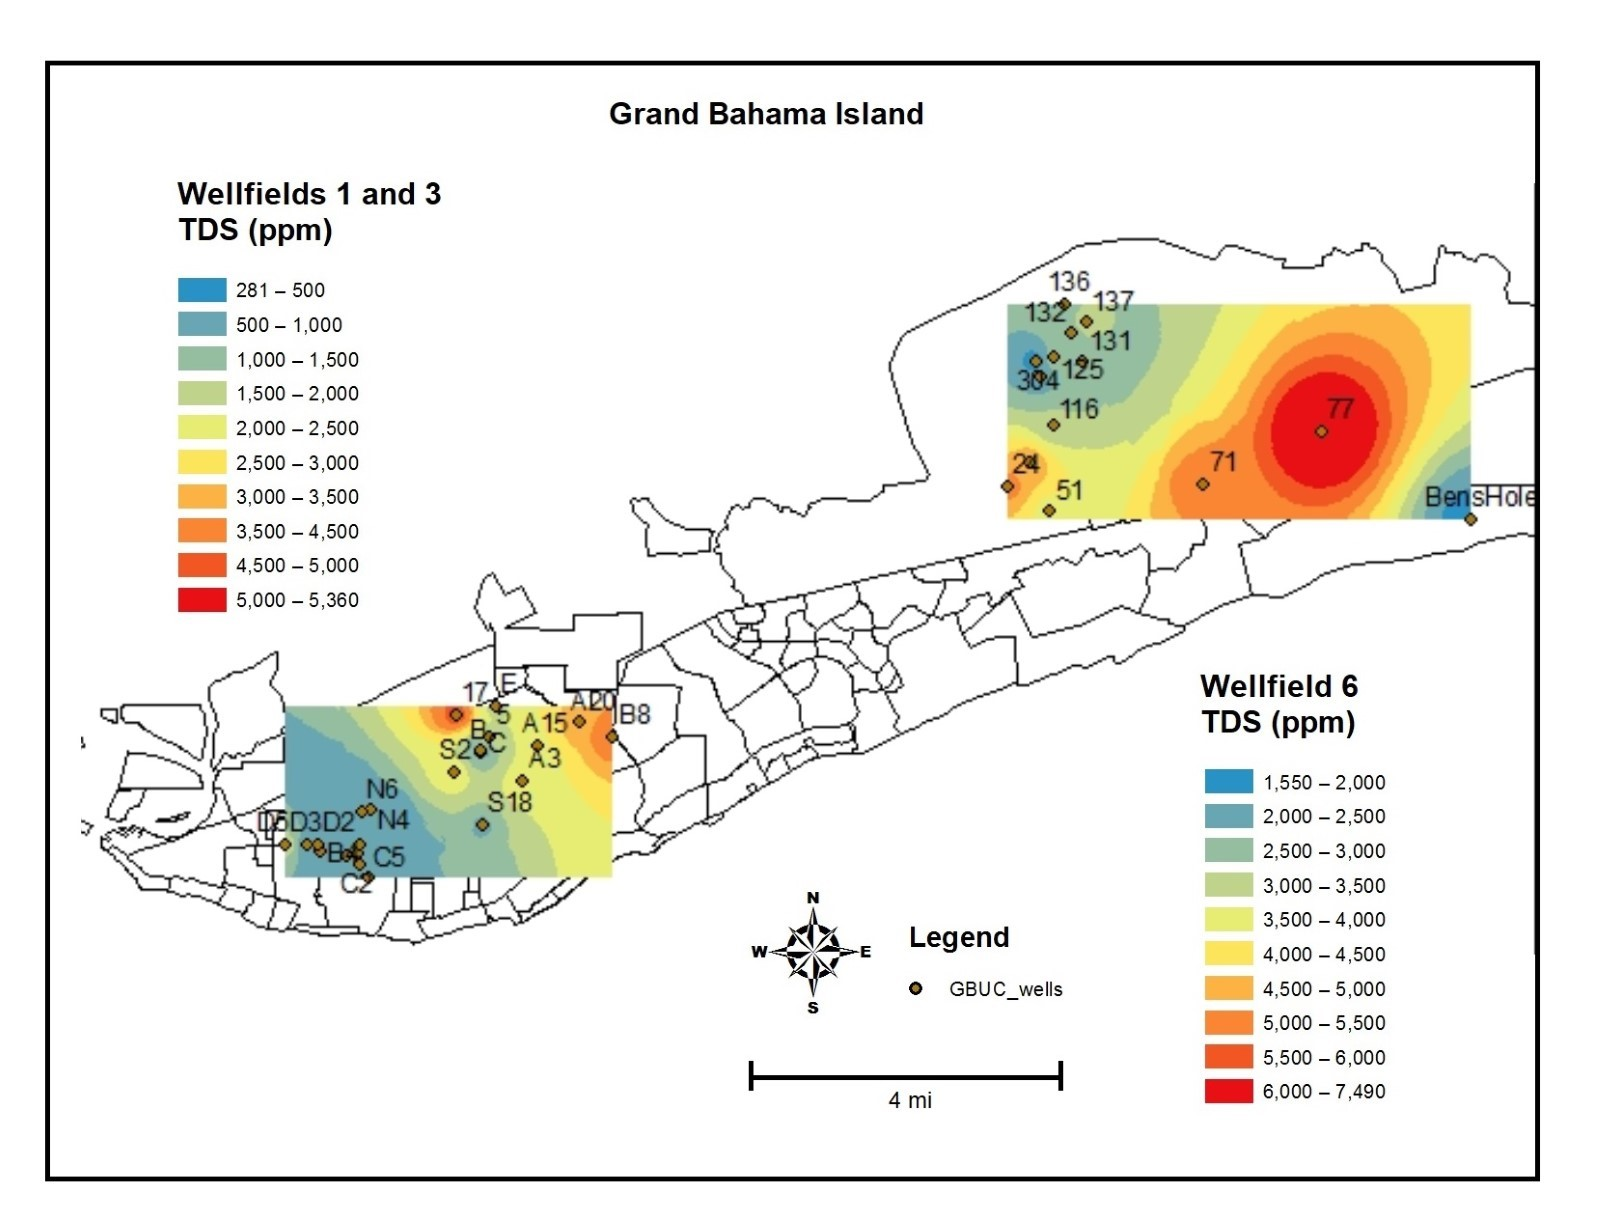 Grand Bahama Island
Wellfields 1 and 3
TDS (ppm)
281 – 500
500 – 1,000
1,000 – 1,500
1,500 – 2,000
2,000 – 2,500
2,500 – 3,000
3,000 – 3,500
3,500 – 4,500
4,500 – 5,000
5,000 – 5,360
136
137
132
131
125
304
116
77
24
71
51
BensHole
17
E
5
A20
B8
A15
B
C
S2
A3
S18
N6
N4
D5
D3
D2
C5
C2
Wellfield 6
TDS (ppm)
1,550 – 2,000
2,000 – 2,500
2,500 – 3,000
3,000 – 3,500
3,500 – 4,000
4,000 – 4,500
4,500 – 5,000
5,000 – 5,500
5,500 – 6,000
6,000 – 7,490
N
W
E
S
Legend
GBUC_wells
4 mi